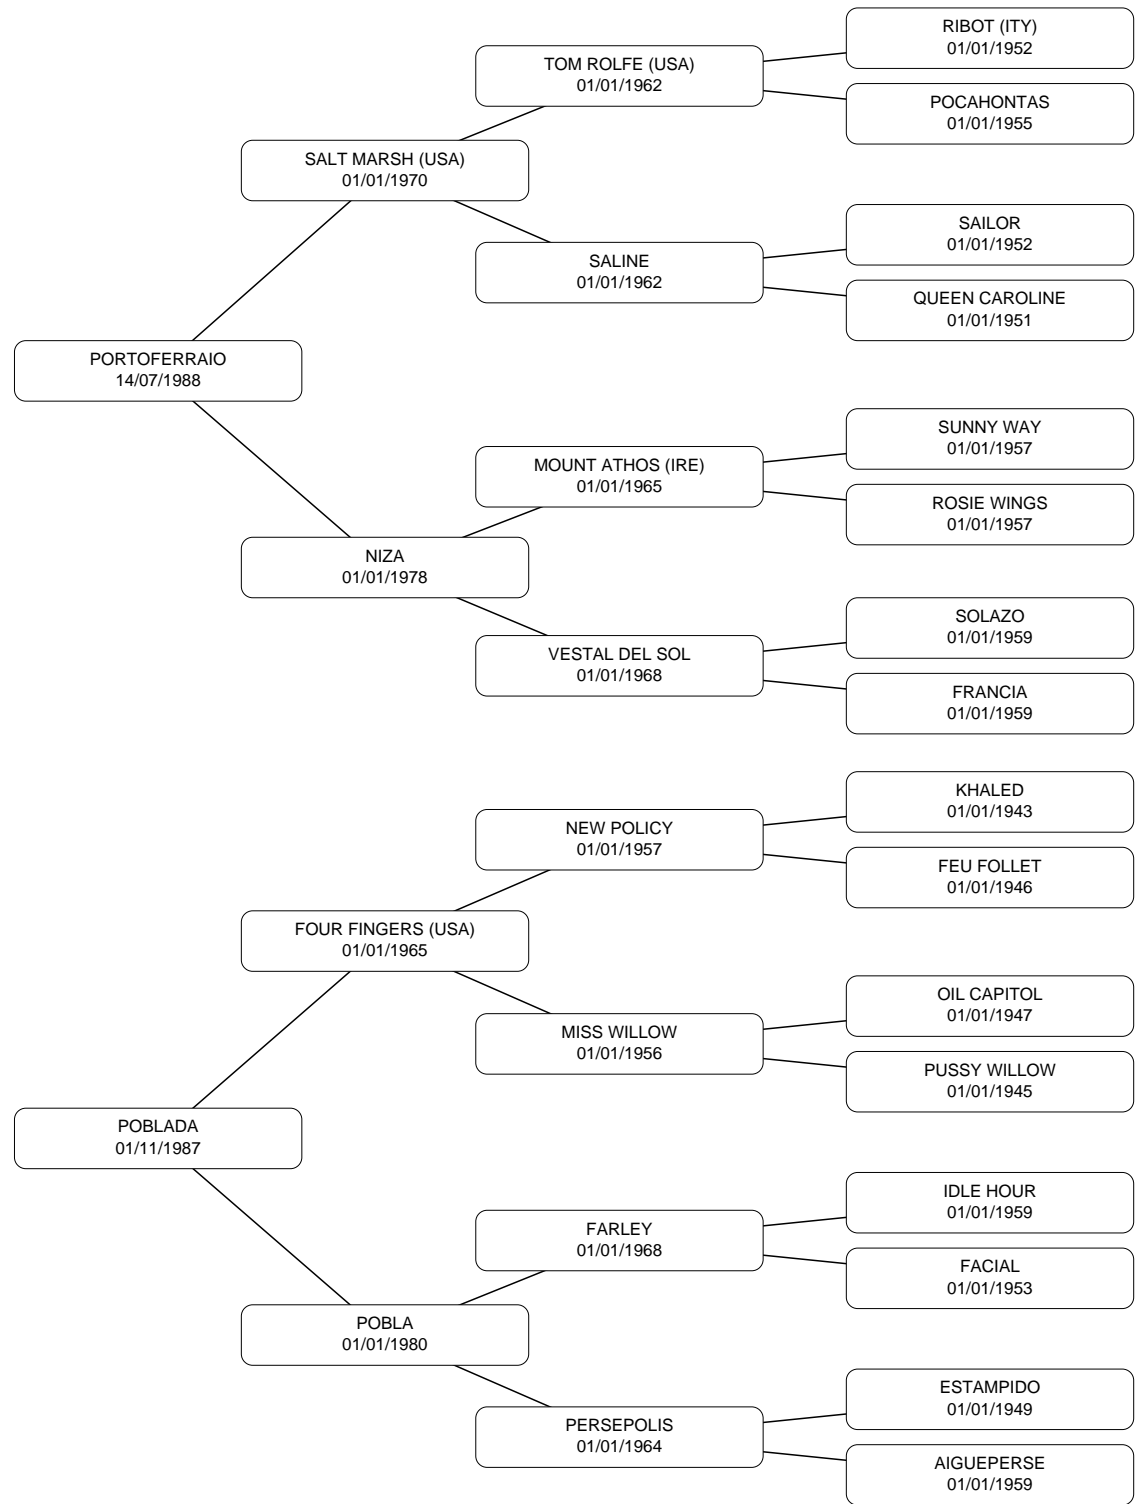 RIBOT (ITY)
01/01/1952
TOM ROLFE (USA)
01/01/1962
POCAHONTAS
01/01/1955
SALT MARSH (USA)
01/01/1970
SAILOR
01/01/1952
SALINE
01/01/1962
QUEEN CAROLINE
01/01/1951
PORTOFERRAIO
14/07/1988
SUNNY WAY
01/01/1957
MOUNT ATHOS (IRE)
01/01/1965
ROSIE WINGS
01/01/1957
NIZA
01/01/1978
SOLAZO
01/01/1959
VESTAL DEL SOL
01/01/1968
FRANCIA
01/01/1959
KHALED
01/01/1943
NEW POLICY
01/01/1957
FEU FOLLET
01/01/1946
FOUR FINGERS (USA)
01/01/1965
OIL CAPITOL
01/01/1947
MISS WILLOW
01/01/1956
PUSSY WILLOW
01/01/1945
POBLADA
01/11/1987
IDLE HOUR
01/01/1959
FARLEY
01/01/1968
FACIAL
01/01/1953
POBLA
01/01/1980
ESTAMPIDO
01/01/1949
PERSEPOLIS
01/01/1964
AIGUEPERSE
01/01/1959